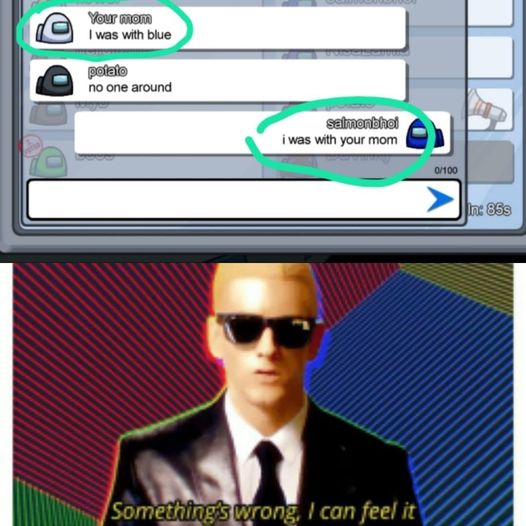 Your mom
I was with blue
potato
no one around
saimonbhoi
i was with your mom
0/100
In: 85s
Something's wrong, I can feel it